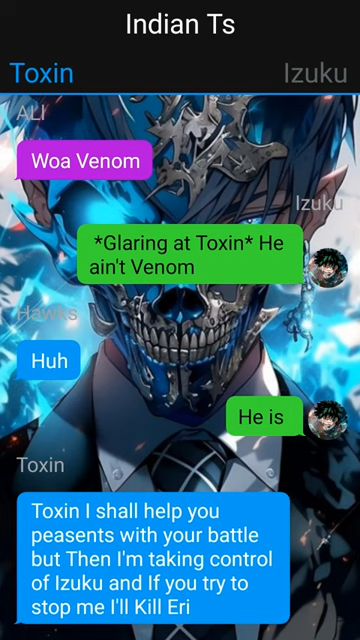 Indian Ts
Toxin
Izuku
ALI
Woa Venom
Izuku
*Glaring at Toxin* He
ain't Venom
Hawks
Huh
He is
Toxin
Toxin I shall help you
peasents with your battle
but Then I'm taking control
of Izuku and If you try to
stop me I'll Kill Eri